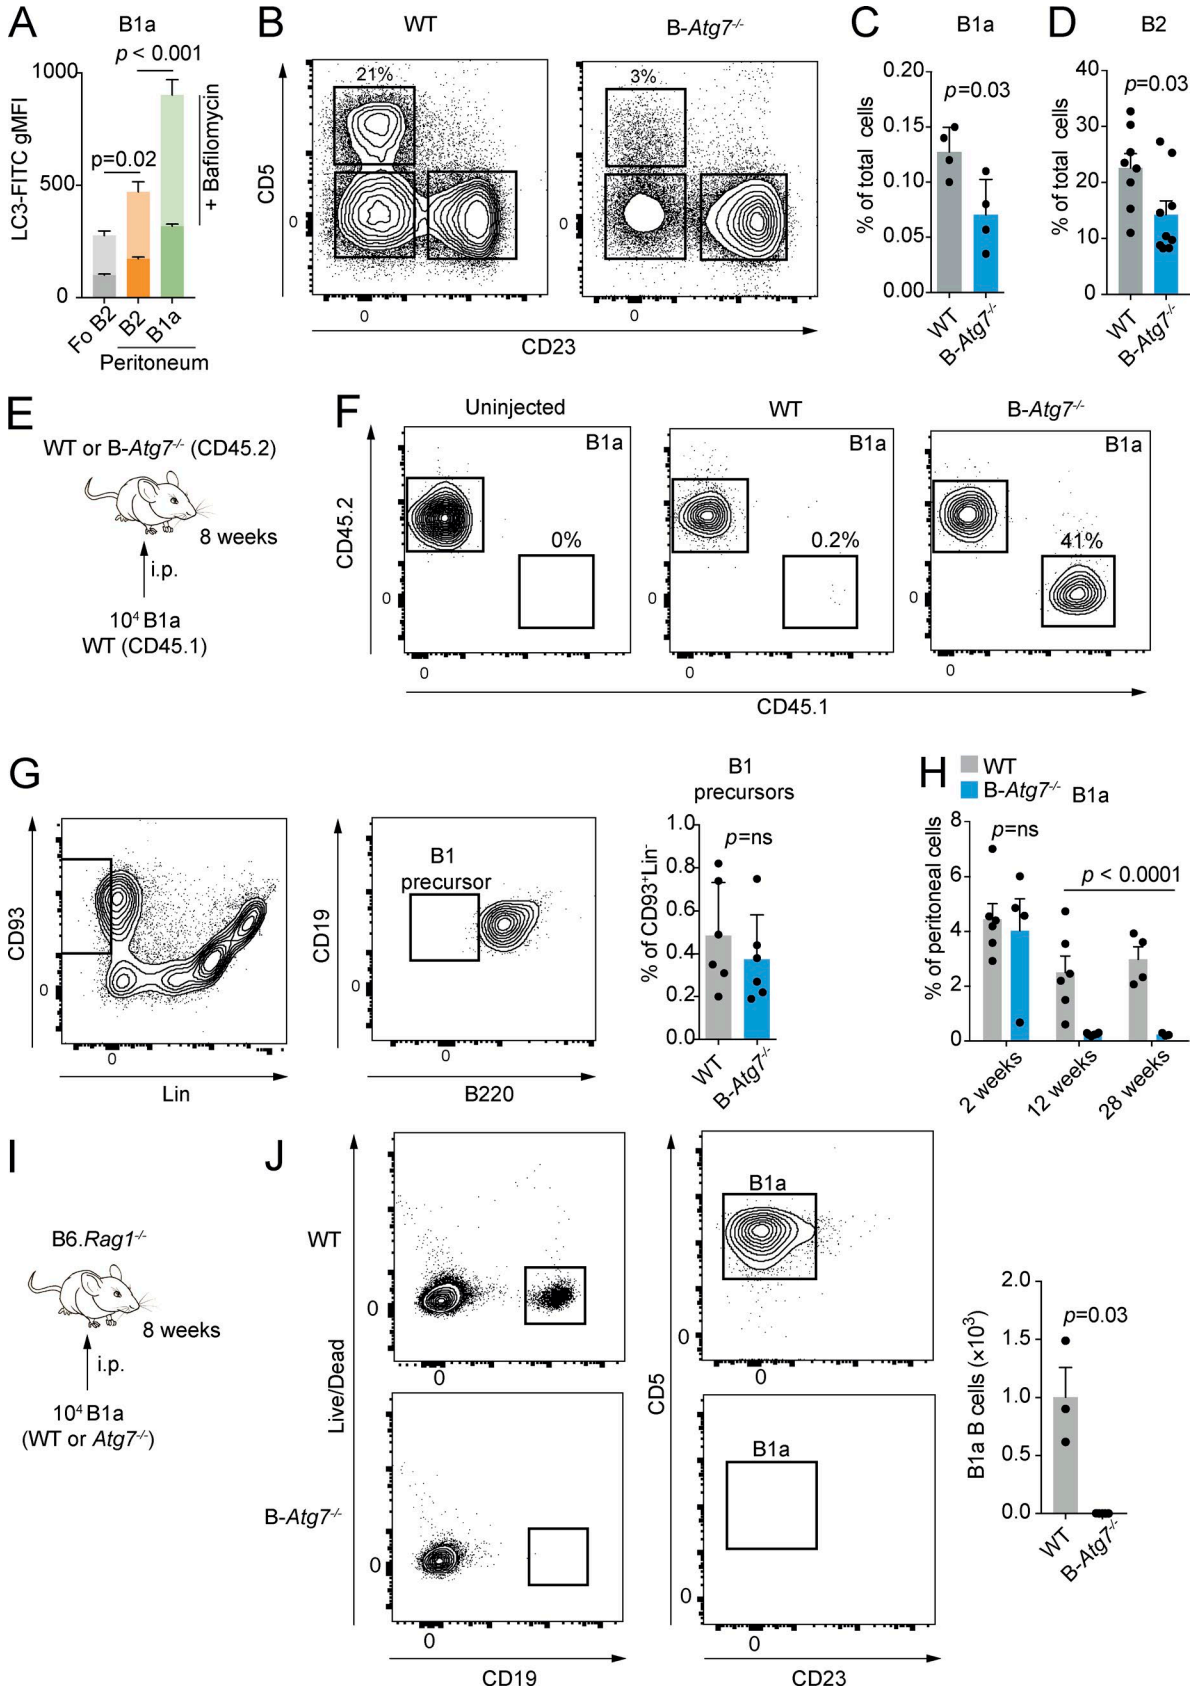 A
B1a
p < 0.001
1000
p=0.02
500
0
LC3-FITC gMFI
+ Bafilomycin
Fo B2
B2
B1a
Peritoneum
B
WT
B-Atg7-/-
21%
3%
CD5
0
0
0
0
CD23
C
B1a
0.20
p=0.03
0.15
0.10
0.05
0.00
% of total cells
WT
B-Atg7-/-
D
B2
40
p=0.03
30
20
10
0
% of total cells
WT
B-Atg7-/-
E
WT or B-Atg7-/- (CD45.2)
8 weeks
i.p.
10⁴ B1a
WT (CD45.1)
F
Uninjected
WT
B-Atg7-/-
B1a
B1a
B1a
CD45.2
0%
0.2%
41%
0
0
0
0
0
0
CD45.1
G
CD93
0
0
Lin
B1
precursor
CD19
0
0
B220
B1
precursors
1.0
p=ns
0.8
0.6
0.4
0.2
0.0
% of CD93+Lin-
WT
B-Atg7-/-
H
WT
B-Atg7-/-
B1a
8
p=ns
6
p < 0.0001
4
2
0
% of peritoneal cells
2 weeks
12 weeks
28 weeks
I
B6.Rag1-/-
8 weeks
i.p.
10⁴ B1a
(WT or Atg7-/-)
J
WT
B-Atg7-/-
Live/Dead
0
0
0
0
CD19
B1a
B1a
CD5
0
0
0
0
CD23
2.0
p=0.03
1.5
1.0
0.5
0.0
B1a B cells (×10³)
WT
B-Atg7-/-